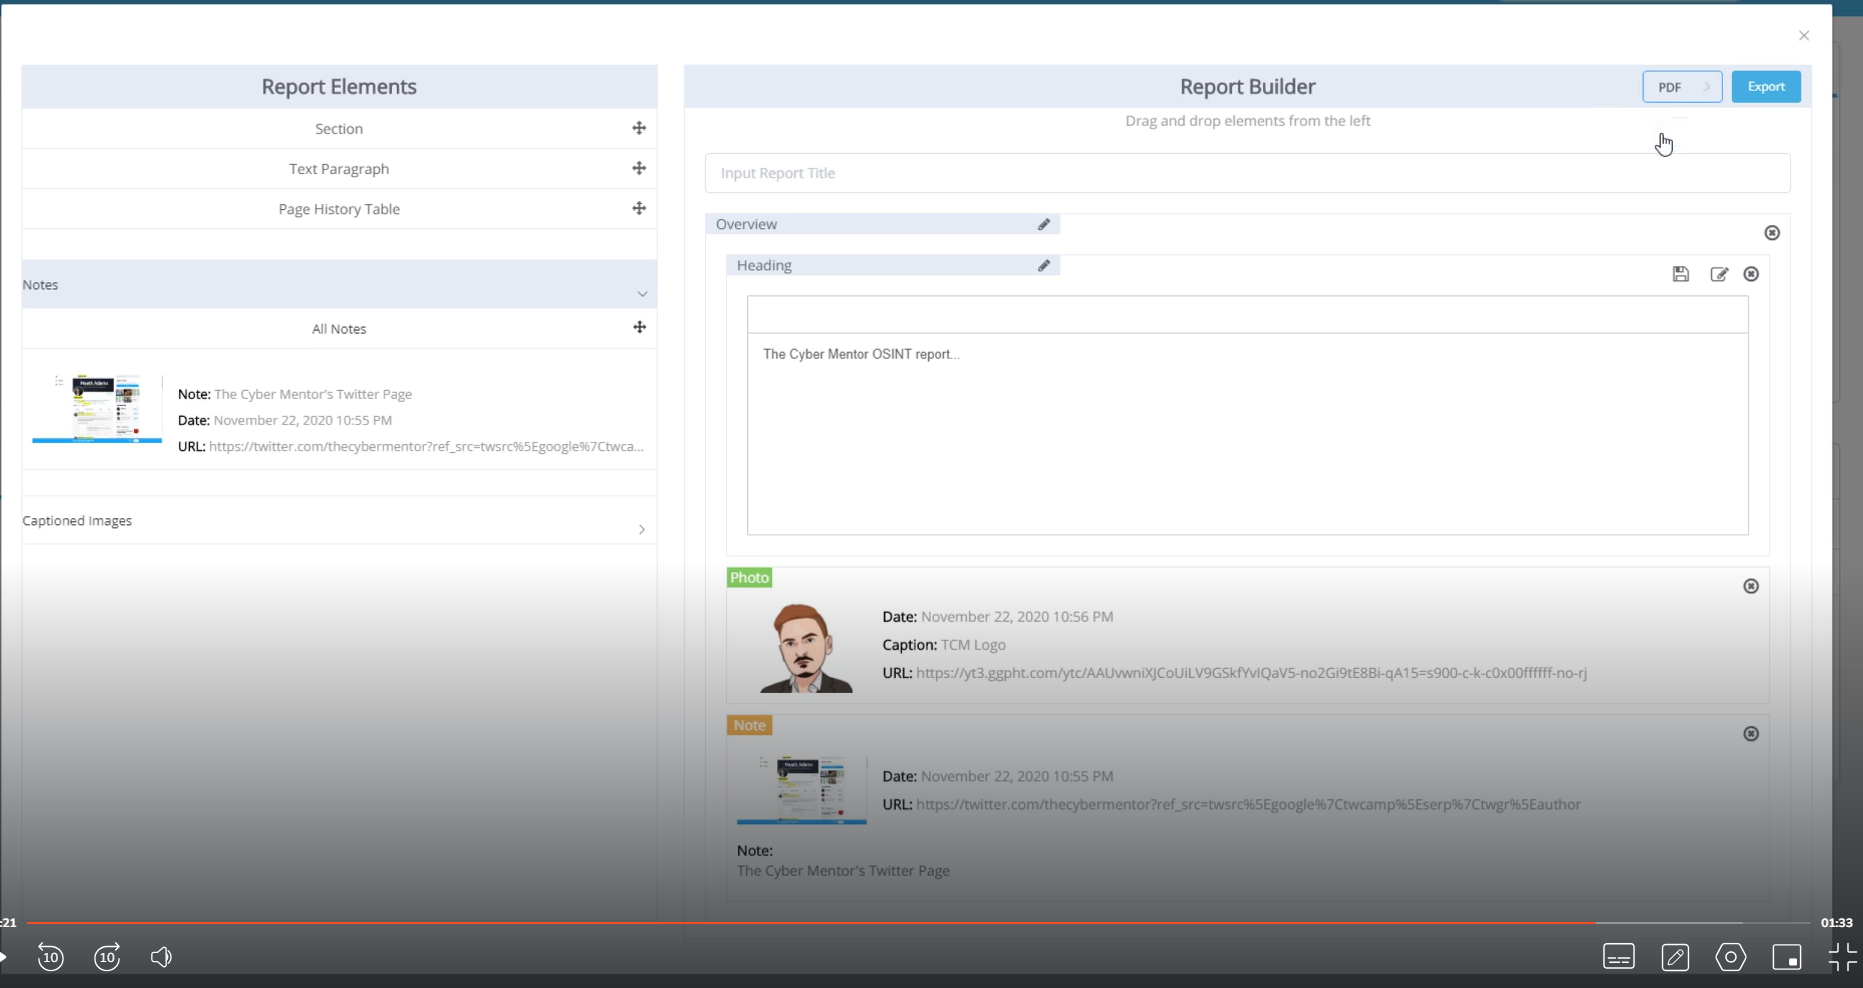 Report Elements
Section
Text Paragraph
Page History Table
Notes
All Notes
Note: The Cyber Mentor's Twitter Page
Date: November 22, 2020 10:55 PM
URL: https://twitter.com/thecybermentor?ref_src=twsrc%5Egoogle%7Ctwca...
Captioned Images
Report Builder
PDF
Export
Drag and drop elements from the left
Input Report Title
Overview
Heading
The Cyber Mentor OSINT report...
Photo
Date: November 22, 2020 10:56 PM
Caption: TCM Logo
URL: https://yt3.ggpht.com/ytc/AAUvwniXJCoUiLV9GSkfYvIQaV5-no2Gi9tE8Bi-qA15=s900-c-k-c0x00ffffff-no-rj
Note
Heath Adams
Date: November 22, 2020 10:55 PM
URL: https://twitter.com/thecybermentor?ref_src=twsrc%5Egoogle%7Ctwcamp%5Eserp%7Ctwgr%5Eauthor
Note:
The Cyber Mentor's Twitter Page
:21
01:33
10
10